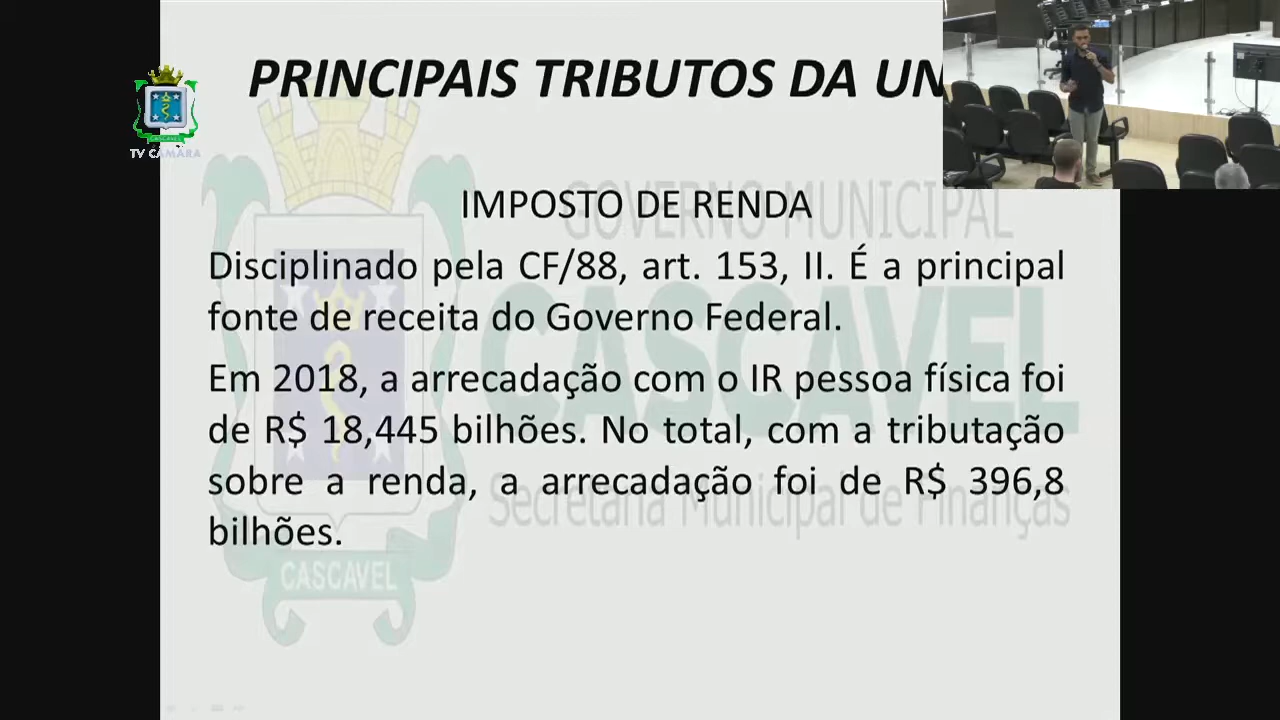 PRINCIPAIS TRIBUTOS DA UN
TV CÂMARA
GOVERNO MUNICIPAL
IMPOSTO DE RENDA
Disciplinado pela CF/88, art. 153, II. É a principal
fonte de receita do Governo Federal.
CASCAVEL
Em 2018, a arrecadação com o IR pessoa física foi
de R$ 18,445 bilhões. No total, com a tributação
sobre a renda, a arrecadação foi de R$ 396,8
Secretaria Municipal de Finanças
bilhões.
CASCAVEL